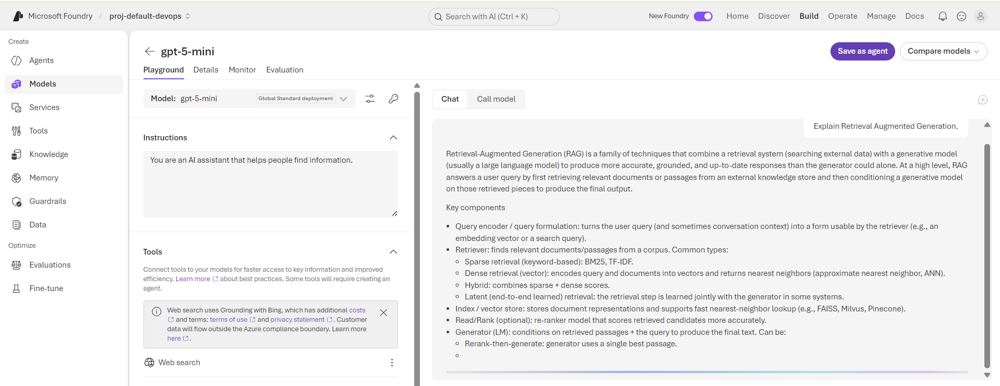 Microsoft Foundry / proj-default-devops
Search with AI (Ctrl + K)
New Foundry
Home Discover Build Operate Manage Docs
Create
Agents
Models
Services
Tools
Knowledge
Memory
Guardrails
Data
Optimize
Evaluations
Fine-tune
gpt-5-mini
Save as agent
Compare models
Playground Details Monitor Evaluation
Model: gpt-5-mini
Global Standard deployment
Instructions
You are an AI assistant that helps people find information.
Tools
Connect tools to your models for faster access to key information and improved
efficiency. Learn more about best practices. Some tools will require creating an
agent.
Web search uses Grounding with Bing, which has additional costs
and terms: terms of use and privacy statement . Customer
data will flow outside the Azure compliance boundary. Learn more
here .
Web search
Chat Call model
Explain Retrieval Augmented Generation.
Retrieval-Augmented Generation (RAG) is a family of techniques that combine a retrieval system (searching external data) with a generative model
(usually a large language model) to produce more accurate, grounded, and up-to-date responses than the generator could alone. At a high level, RAG
answers a user query by first retrieving relevant documents or passages from an external knowledge store and then conditioning a generative model
on those retrieved pieces to produce the final output.
Key components
• Query encoder / query formulation: turns the user query (and sometimes conversation context) into a form usable by the retriever (e.g., an
embedding vector or a search query).
• Retriever: finds relevant documents/passages from a corpus. Common types:
◦ Sparse retrieval (keyword-based): BM25, TF-IDF.
◦ Dense retrieval (vector): encodes query and documents into vectors and returns nearest neighbors (approximate nearest neighbor, ANN).
◦ Hybrid: combines sparse + dense scores.
◦ Latent (end-to-end learned) retrieval: the retrieval step is learned jointly with the generator in some systems.
• Index / vector store: stores document representations and supports fast nearest-neighbor lookup (e.g., FAISS, Milvus, Pinecone).
• Read/Rank (optional): re-ranker model that scores retrieved candidates more accurately.
• Generator (LM): conditions on retrieved passages + the query to produce the final text. Can be:
◦ Rerank-then-generate: generator uses a single best passage.
◦